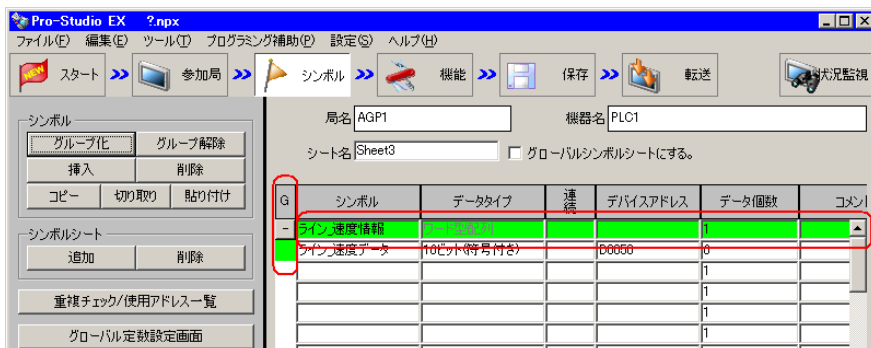 Pro-Studio EX ?.npx
ファイル(F) 編集(E) ツール(T) プログラミング補助(P) 設定(S) ヘルプ(H)
NEW スタート 参加局 シンボル 機能 保存 転送 状況監視
シンボル
グループ化 グループ解除
挿入 削除
コピー 切り取り 貼り付け
シンボルシート
追加 削除
重複チェック/使用アドレス一覧
グローバル定数設定画面
局名 AGP1 機器名 PLC1
シート名 Sheet3 グローバルシンボルシートにする。
G シンボル データタイプ 連続 デバイスアドレス データ個数 コメント
- ライン_速度情報 ワード型配列 1
ライン_速度データ 16ビット(符号付き) D0050 6
1
1
1
1